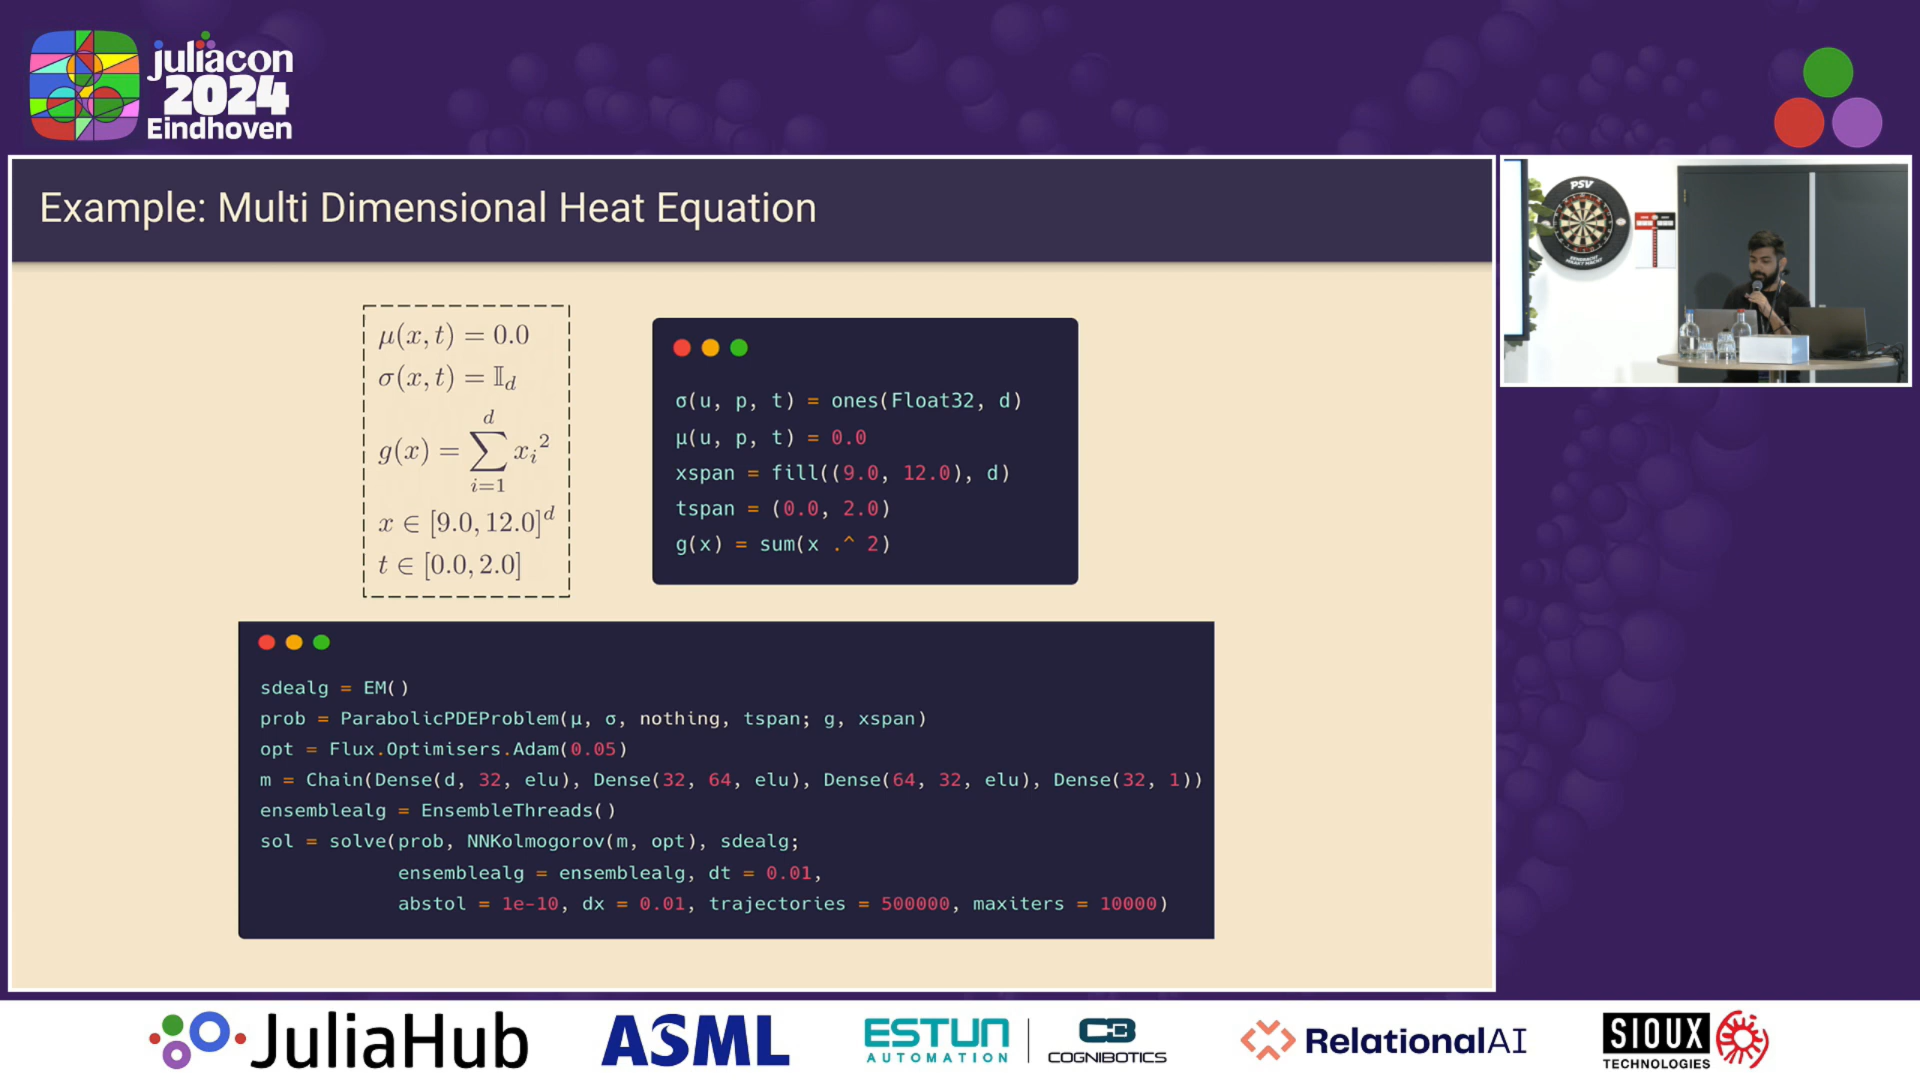 juliacon
2024
Eindhoven
Example: Multi Dimensional Heat Equation
μ(x, t) = 0.0
σ(x, t) = 𝕀_d
g(x) = ∑_{i=1}^{d} x_i^2
x ∈ [9.0, 12.0]^d
t ∈ [0.0, 2.0]
σ(u, p, t) = ones(Float32, d)
μ(u, p, t) = 0.0
xspan = fill((9.0, 12.0), d)
tspan = (0.0, 2.0)
g(x) = sum(x .^ 2)
sdealg = EM()
prob = ParabolicPDEProblem(μ, σ, nothing, tspan; g, xspan)
opt = Flux.Optimisers.Adam(0.05)
m = Chain(Dense(d, 32, elu), Dense(32, 64, elu), Dense(64, 32, elu), Dense(32, 1))
ensemblealg = EnsembleThreads()
sol = solve(prob, NNKolmogorov(m, opt), sdealg;
ensemblealg = ensemblealg, dt = 0.01,
abstol = 1e-10, dx = 0.01, trajectories = 500000, maxiters = 10000)
PSV
JuliaHub
ASML
ESTUN
AUTOMATION
COGNIBOTICS
RelationalAI
SIOUX
TECHNOLOGIES